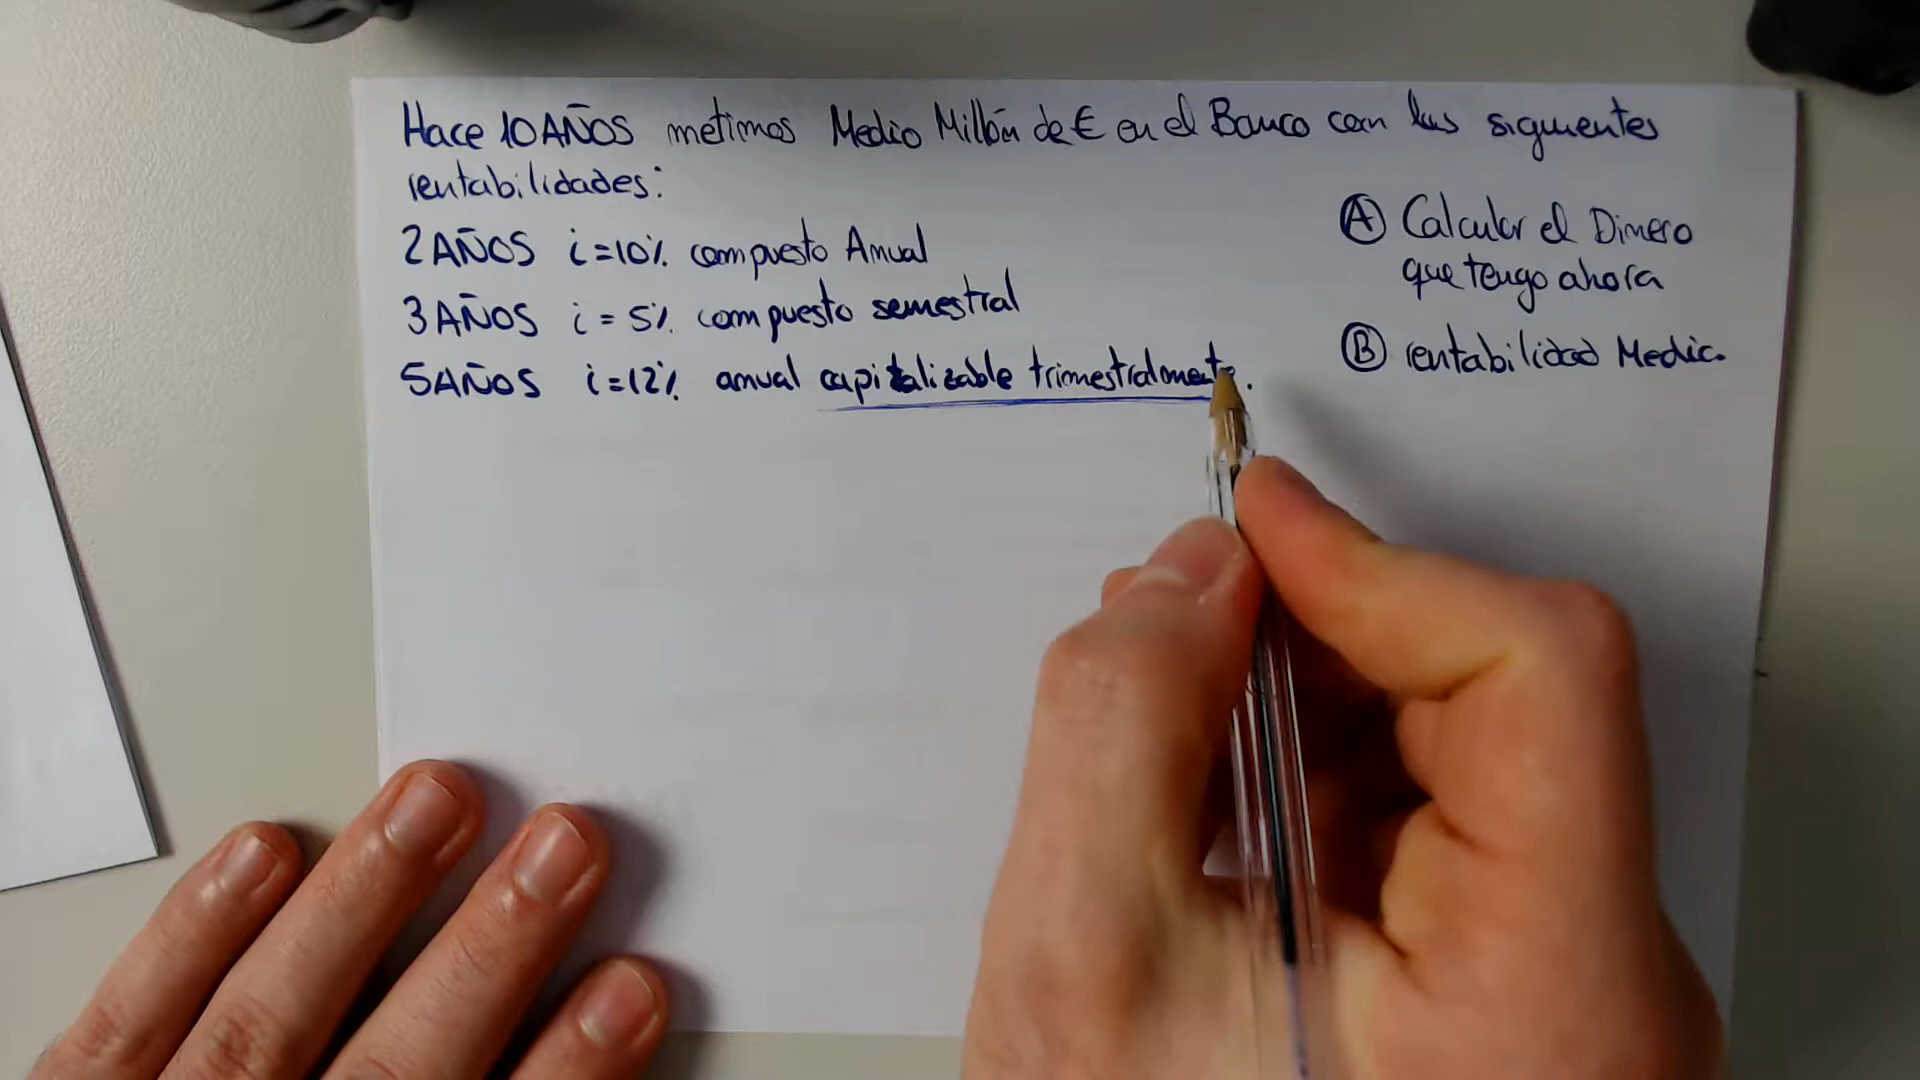 Hace 10 AÑOS metimos Medio Millón de € en el Banco con las siguientes
rentabilidades:
2 AÑOS i=10% compuesto Anual
3 AÑOS i = 5% compuesto semestral
5 AÑOS i=12% anual capitalizable trimestralmente.
Ⓐ Calcular el Dinero
que tengo ahora
Ⓑ rentabilidad Media.